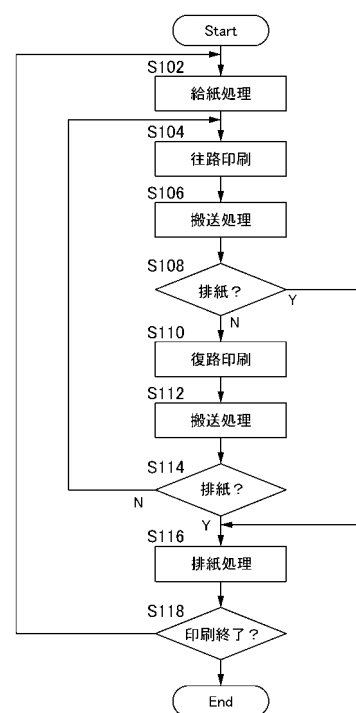 Start
S102
給紙処理
S104
往路印刷
S106
搬送処理
S108
排紙？
Y
N
S110
復路印刷
S112
搬送処理
S114
排紙？
N
Y
S116
排紙処理
S118
印刷終了？
End